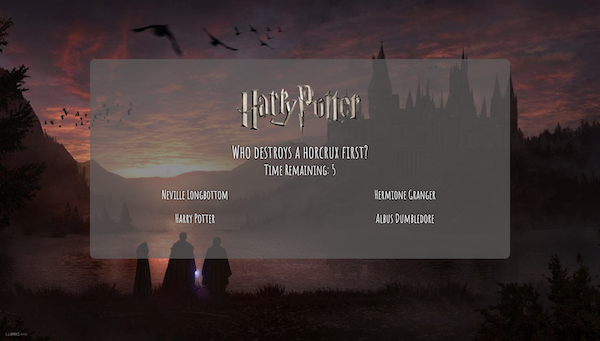 Harry Potter
Who destroys a horcrux first?
Time Remaining: 5
Neville Longbottom
Hermione Granger
Harry Potter
Albus Dumbledore